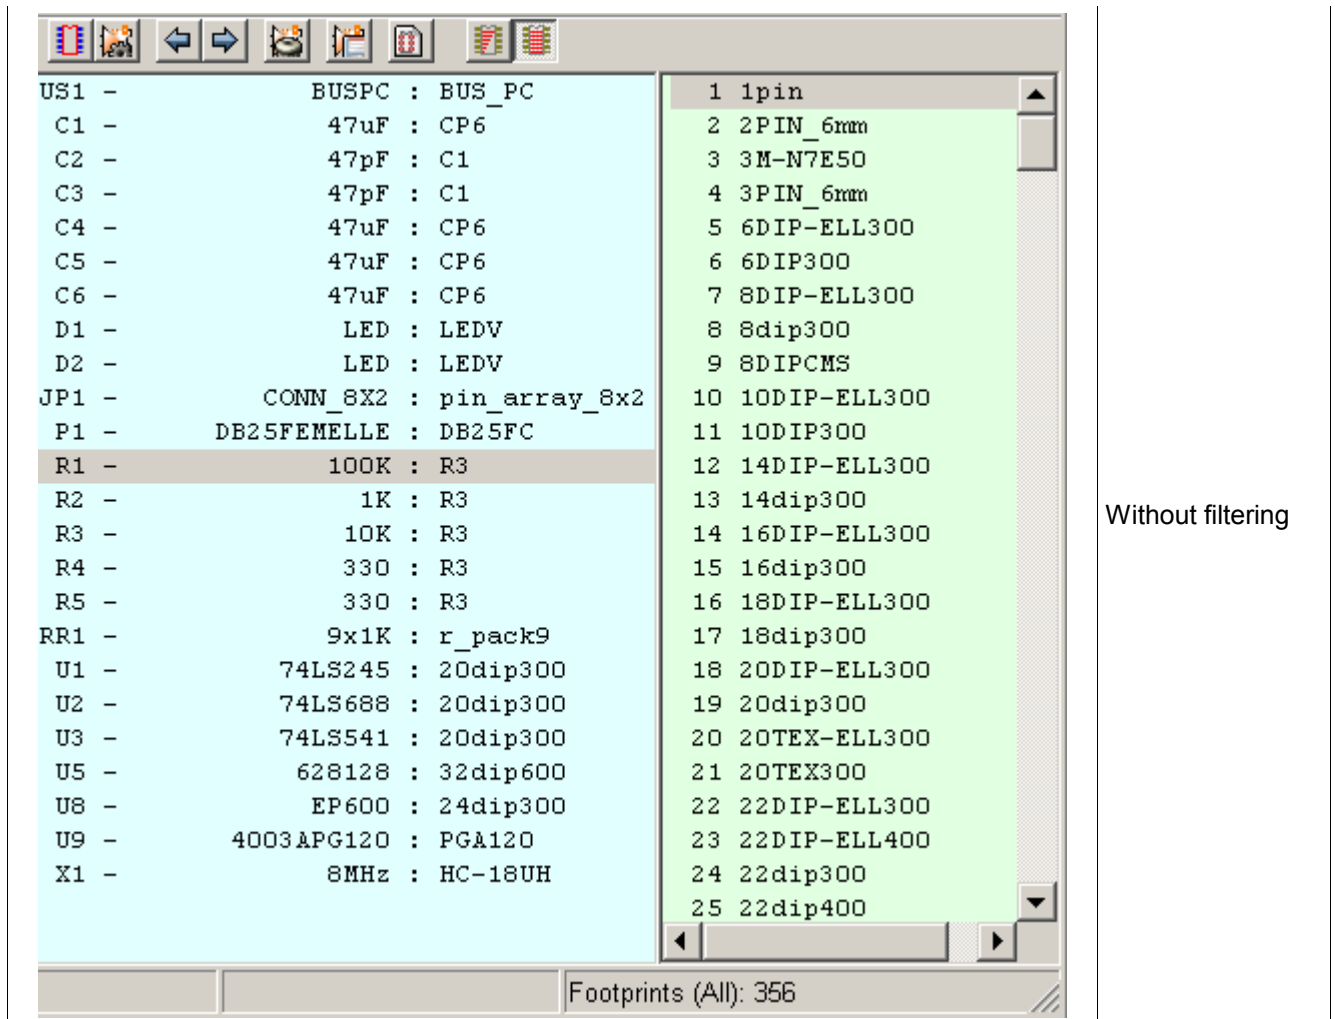 US1 - BUSPC : BUS_PC
C1 - 47uF : CP6
C2 - 47pF : C1
C3 - 47pF : C1
C4 - 47uF : CP6
C5 - 47uF : CP6
C6 - 47uF : CP6
D1 - LED : LEDV
D2 - LED : LEDV
JP1 - CONN_8X2 : pin_array_8x2
P1 - DB25FEMELLE : DB25FC
R1 - 100K : R3
R2 - 1K : R3
R3 - 10K : R3
R4 - 330 : R3
R5 - 330 : R3
RR1 - 9x1K : r_pack9
U1 - 74LS245 : 20dip300
U2 - 74LS688 : 20dip300
U3 - 74LS541 : 20dip300
U5 - 628128 : 32dip600
U8 - EP600 : 24dip300
U9 - 4003APG120 : PGA120
X1 - 8MHz : HC-18UH
1 1pin
2 2PIN_6mm
3 3M-N7E50
4 3PIN_6mm
5 6DIP-ELL300
6 6DIP300
7 8DIP-ELL300
8 8dip300
9 8DIPCMS
10 10DIP-ELL300
11 10DIP300
12 14DIP-ELL300
13 14dip300
14 16DIP-ELL300
15 16dip300
16 18DIP-ELL300
17 18dip300
18 20DIP-ELL300
19 20dip300
20 20TEX-ELL300
21 20TEX300
22 22DIP-ELL300
23 22DIP-ELL400
24 22dip300
25 22dip400
Footprints (All): 356
Without filtering